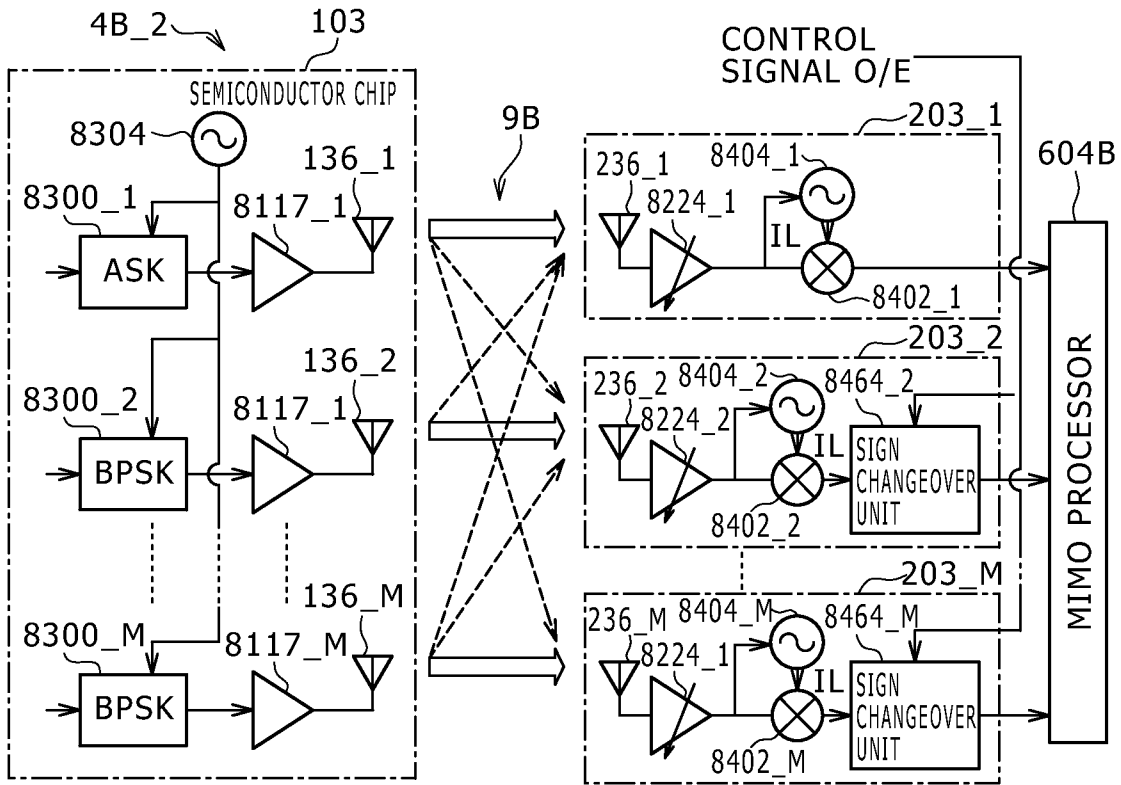 4B_2
103
SEMICONDUCTOR CHIP
8304
8300_1
ASK
8117_1
136_1
8300_2
BPSK
8117_1
136_2
8300_M
BPSK
8117_M
136_M
9B
CONTROL
SIGNAL O/E
203_1
236_1
8224_1
8404_1
IL
8402_1
203_2
236_2
8224_2
8404_2
IL
8402_2
8464_2
SIGN
CHANGEOVER
UNIT
203_M
236_M
8224_1
8404_M
IL
8402_M
8464_M
SIGN
CHANGEOVER
UNIT
604B
MIMO PROCESSOR